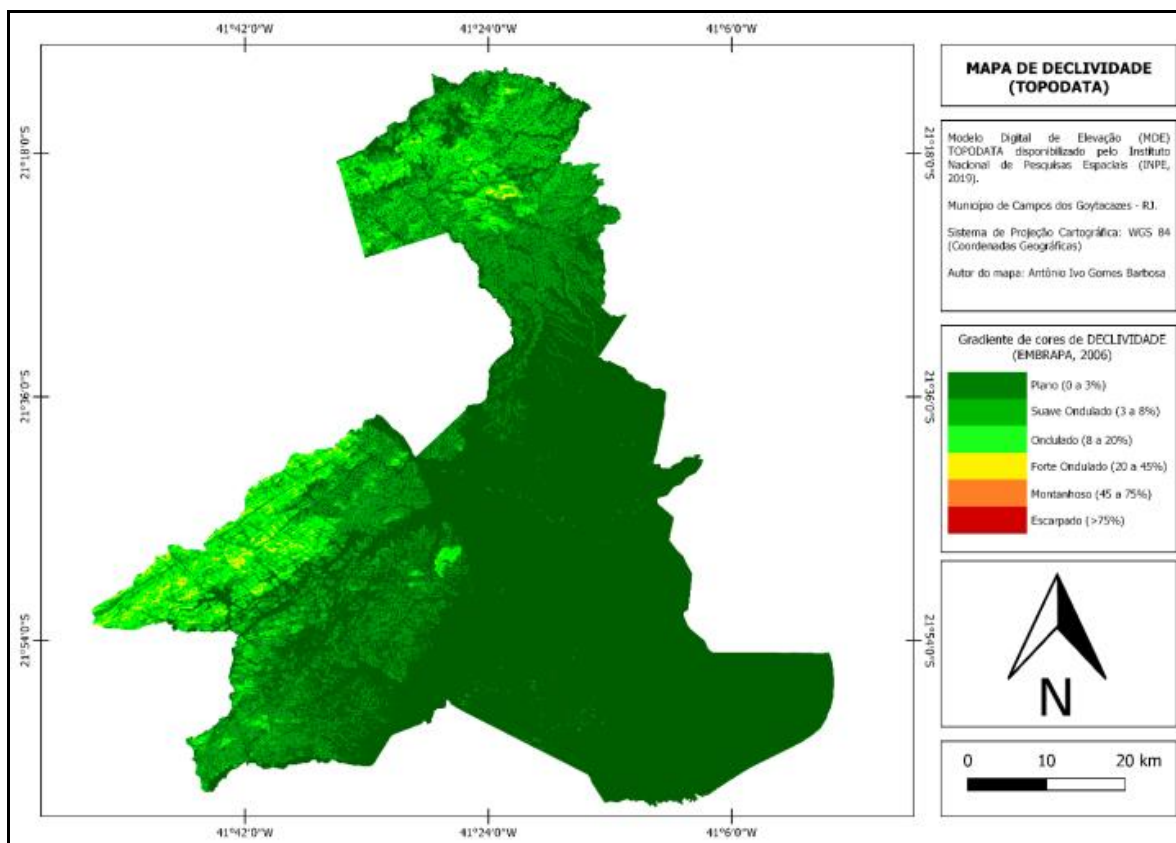 41°42'0"W
41°24'0"W
41°6'0"W
21°18'0"S
21°36'0"S
21°54'0"S
21°18'0"S
21°36'0"S
21°54'0"S
41°42'0"W
41°24'0"W
41°6'0"W
MAPA DE DECLIVIDADE
(TOPODATA)
Modelo Digital de Elevação (MDE)
TOPODATA disponibilizado pelo Instituto
Nacional de Pesquisas Espaciais (INPE,
2019).
Município de Campos dos Goytacazes - RJ.
Sistema de Projeção Cartográfica: WGS 84
(Coordenadas Geográficas)
Autor do mapa: Antônio Ivo Gomes Barbosa
Gradiente de cores de DECLIVIDADE
(EMBRAPA, 2006)
Plano (0 a 3%)
Suave Ondulado (3 a 8%)
Ondulado (8 a 20%)
Forte Ondulado (20 a 45%)
Montanhoso (45 a 75%)
Escarpado (>75%)
N
0 10 20 km